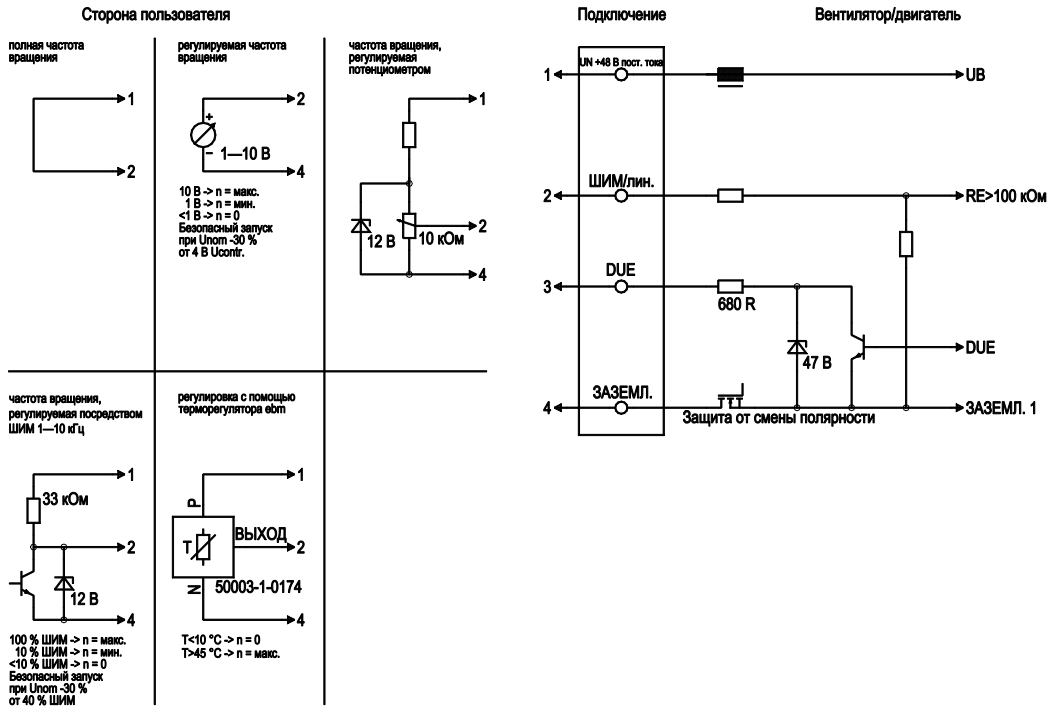 Сторона пользователя
полная частота
вращения
1
2
регулируемая частота
вращения
2
+
–
1—10 В
4
10 В -> n = макс.
1 В -> n = мин.
<1 В -> n = 0
Безопасный запуск
при Unom -30 %
от 4 В Ucontr.
частота вращения,
регулируемая
потенциометром
1
12 В
10 кОм
2
4
частота вращения,
регулируемая посредством
ШИМ 1—10 кГц
1
33 кОм
2
12 В
4
100 % ШИМ -> n = макс.
10 % ШИМ -> n = мин.
<10 % ШИМ -> n = 0
Безопасный запуск
при Unom -30 %
от 40 % ШИМ
регулировка с помощью
терморегулятора ebm
1
P
T
ВЫХОД
2
N
50003-1-0174
4
T<10 °C -> n = 0
T>45 °C -> n = макс.
Подключение
Вентилятор/двигатель
1
UN +48 В пост. тока
UB
2
ШИМ/лин.
RE>100 кОм
3
DUE
680 R
47 В
DUE
4
ЗАЗЕМЛ.
Защита от смены полярности
ЗАЗЕМЛ. 1